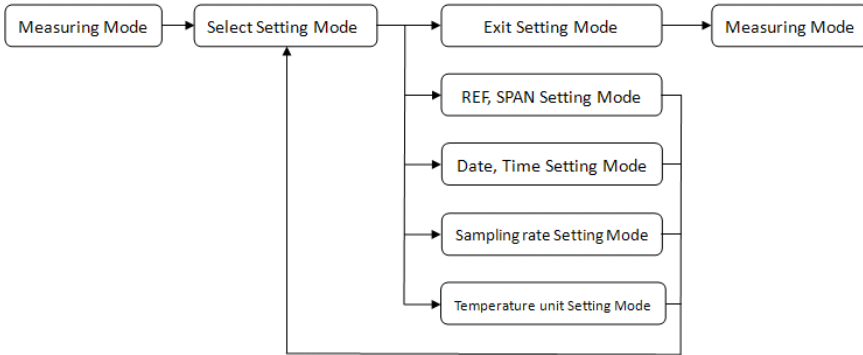 Measuring Mode
Select Setting Mode
Exit Setting Mode
Measuring Mode
REF, SPAN Setting Mode
Date, Time Setting Mode
Sampling rate Setting Mode
Temperature unit Setting Mode